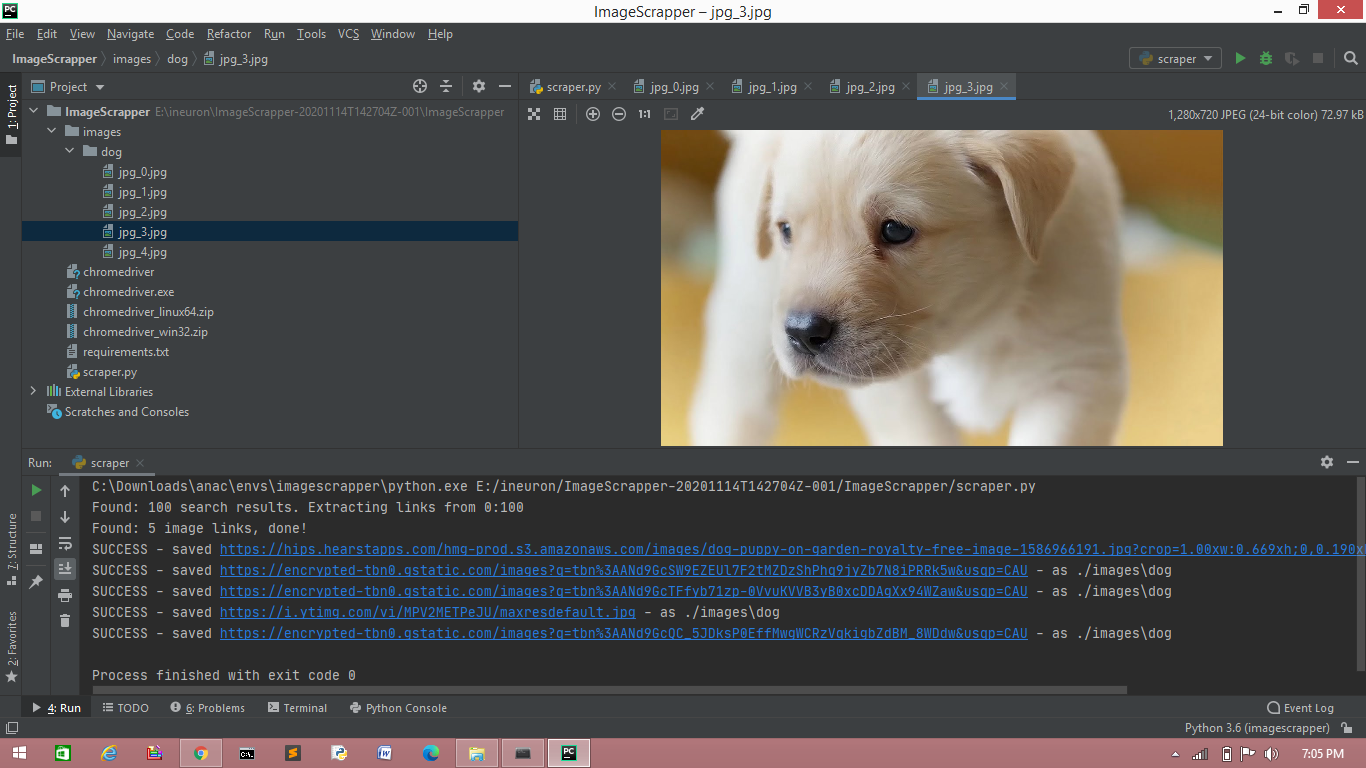 ImageScrapper – jpg_3.jpg
File Edit View Navigate Code Refactor Run Tools VCS Window Help
ImageScrapper images dog jpg_3.jpg
scraper
Project
scraper.py jpg_0.jpg jpg_1.jpg jpg_2.jpg jpg_3.jpg
1: Project
1:1
1,280x720 JPEG (24-bit color) 72.97 kB
ImageScrapper E:\ineuron\ImageScrapper-20201114T142704Z-001\ImageScrapper
images
dog
jpg_0.jpg
jpg_1.jpg
jpg_2.jpg
jpg_3.jpg
jpg_4.jpg
chromedriver
chromedriver.exe
chromedriver_linux64.zip
chromedriver_win32.zip
requirements.txt
scraper.py
External Libraries
Scratches and Consoles
Run: scraper
C:\Downloads\anac\envs\imagescrapper\python.exe E:/ineuron/ImageScrapper-20201114T142704Z-001/ImageScrapper/scraper.py
Found: 100 search results. Extracting links from 0:100
Found: 5 image links, done!
SUCCESS - saved https://hips.hearstapps.com/hmg-prod.s3.amazonaws.com/images/dog-puppy-on-garden-royalty-free-image-1586966191.jpg?crop=1.00xw:0.669xh;0,0.190x
SUCCESS - saved https://encrypted-tbn0.gstatic.com/images?q=tbn%3AANd9GcSW9EZEUl7F2tMZDzShPhq9jyZb7N8iPRRk5w&usqp=CAU - as ./images\dog
SUCCESS - saved https://encrypted-tbn0.gstatic.com/images?q=tbn%3AANd9GcTFfyb71zp-0VvuKVVB3yB0xcDDAgXx94WZaw&usqp=CAU - as ./images\dog
SUCCESS - saved https://i.ytimg.com/vi/MPV2METPeJU/maxresdefault.jpg - as ./images\dog
SUCCESS - saved https://encrypted-tbn0.gstatic.com/images?q=tbn%3AANd9GcQC_5JDksP0EffMwgWCRzVqkigbZdBM_8WDdw&usqp=CAU - as ./images\dog
Process finished with exit code 0
Z: Structure
2: Favorites
4: Run TODO 6: Problems Terminal Python Console Event Log
Python 3.6 (imagescrapper)
7:05 PM